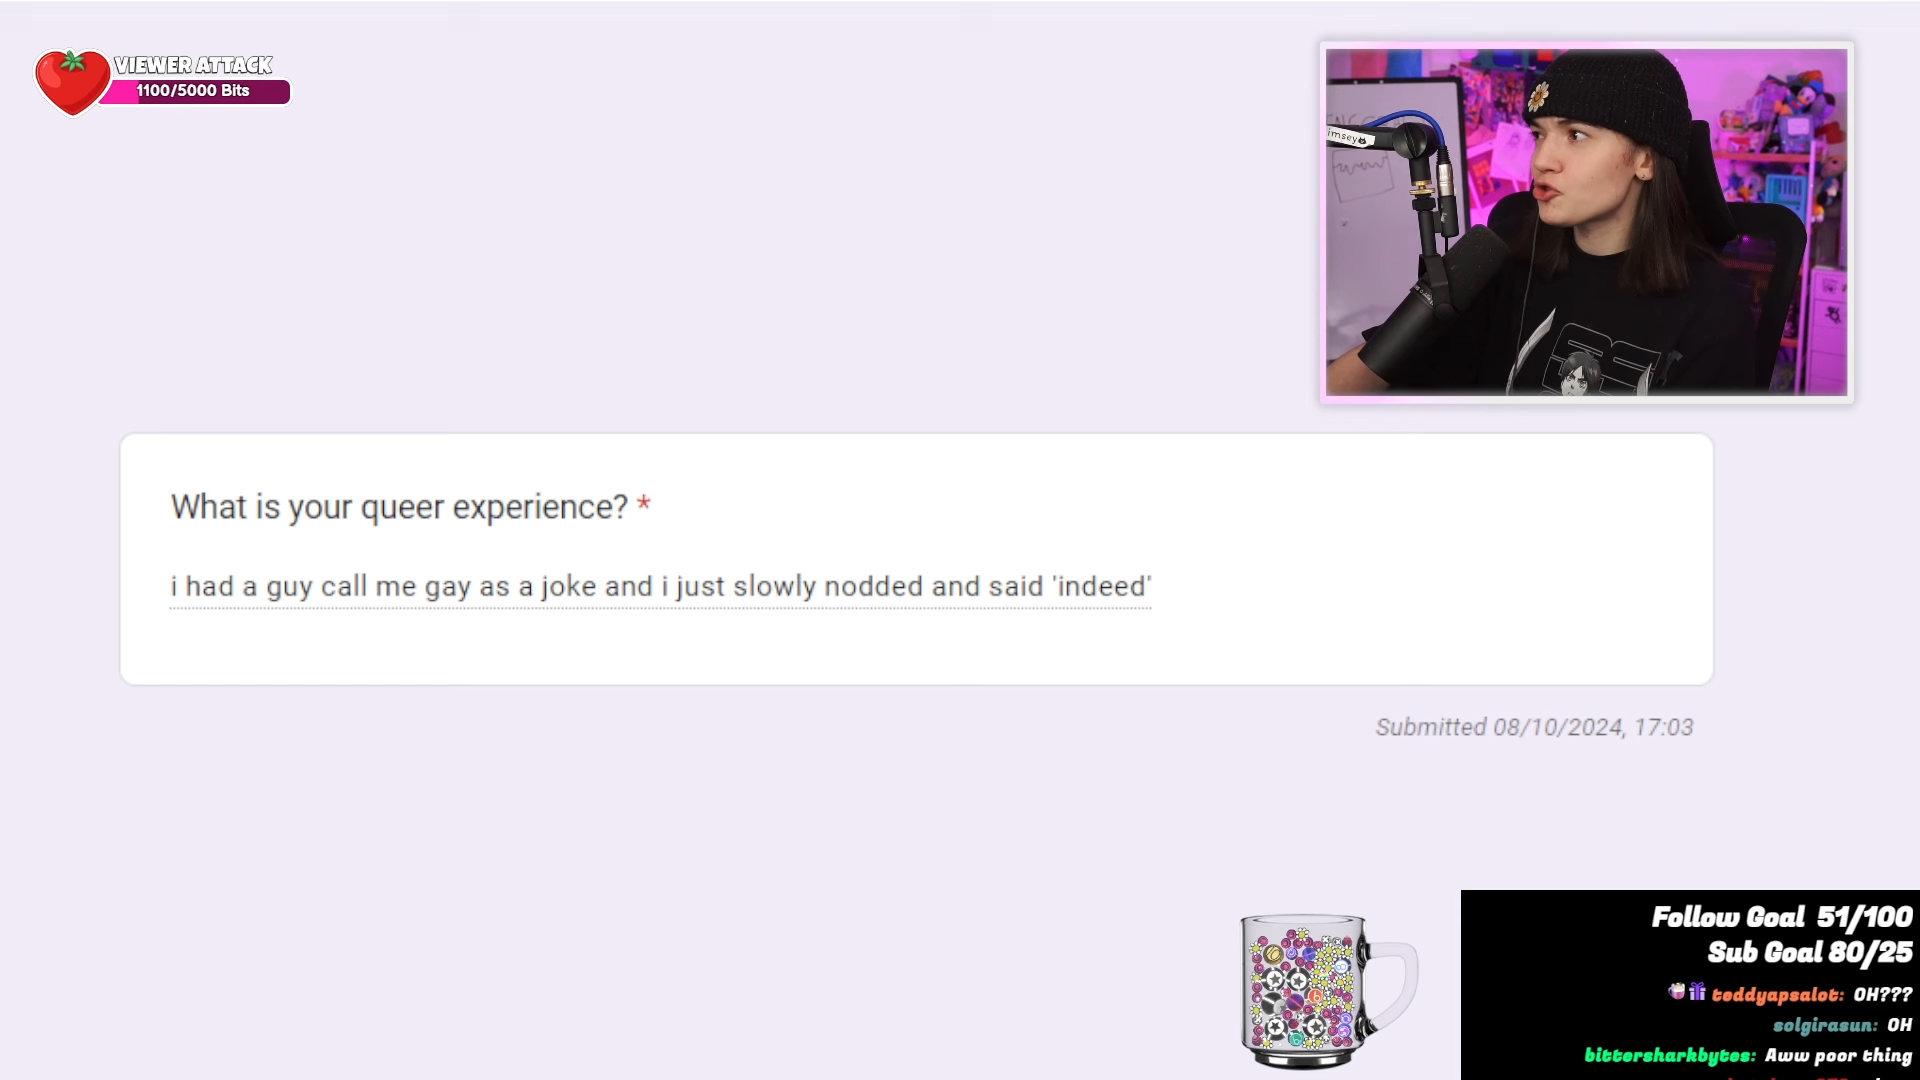 VIEWER ATTACK
1100/5000 Bits
imsey
What is your queer experience? *
i had a guy call me gay as a joke and i just slowly nodded and said 'indeed'
Submitted 08/10/2024, 17:03
Follow Goal 51/100
Sub Goal 80/25
teddyapsalot: OH???
solgirasun: OH
bittersharkbytes: Aww poor thing